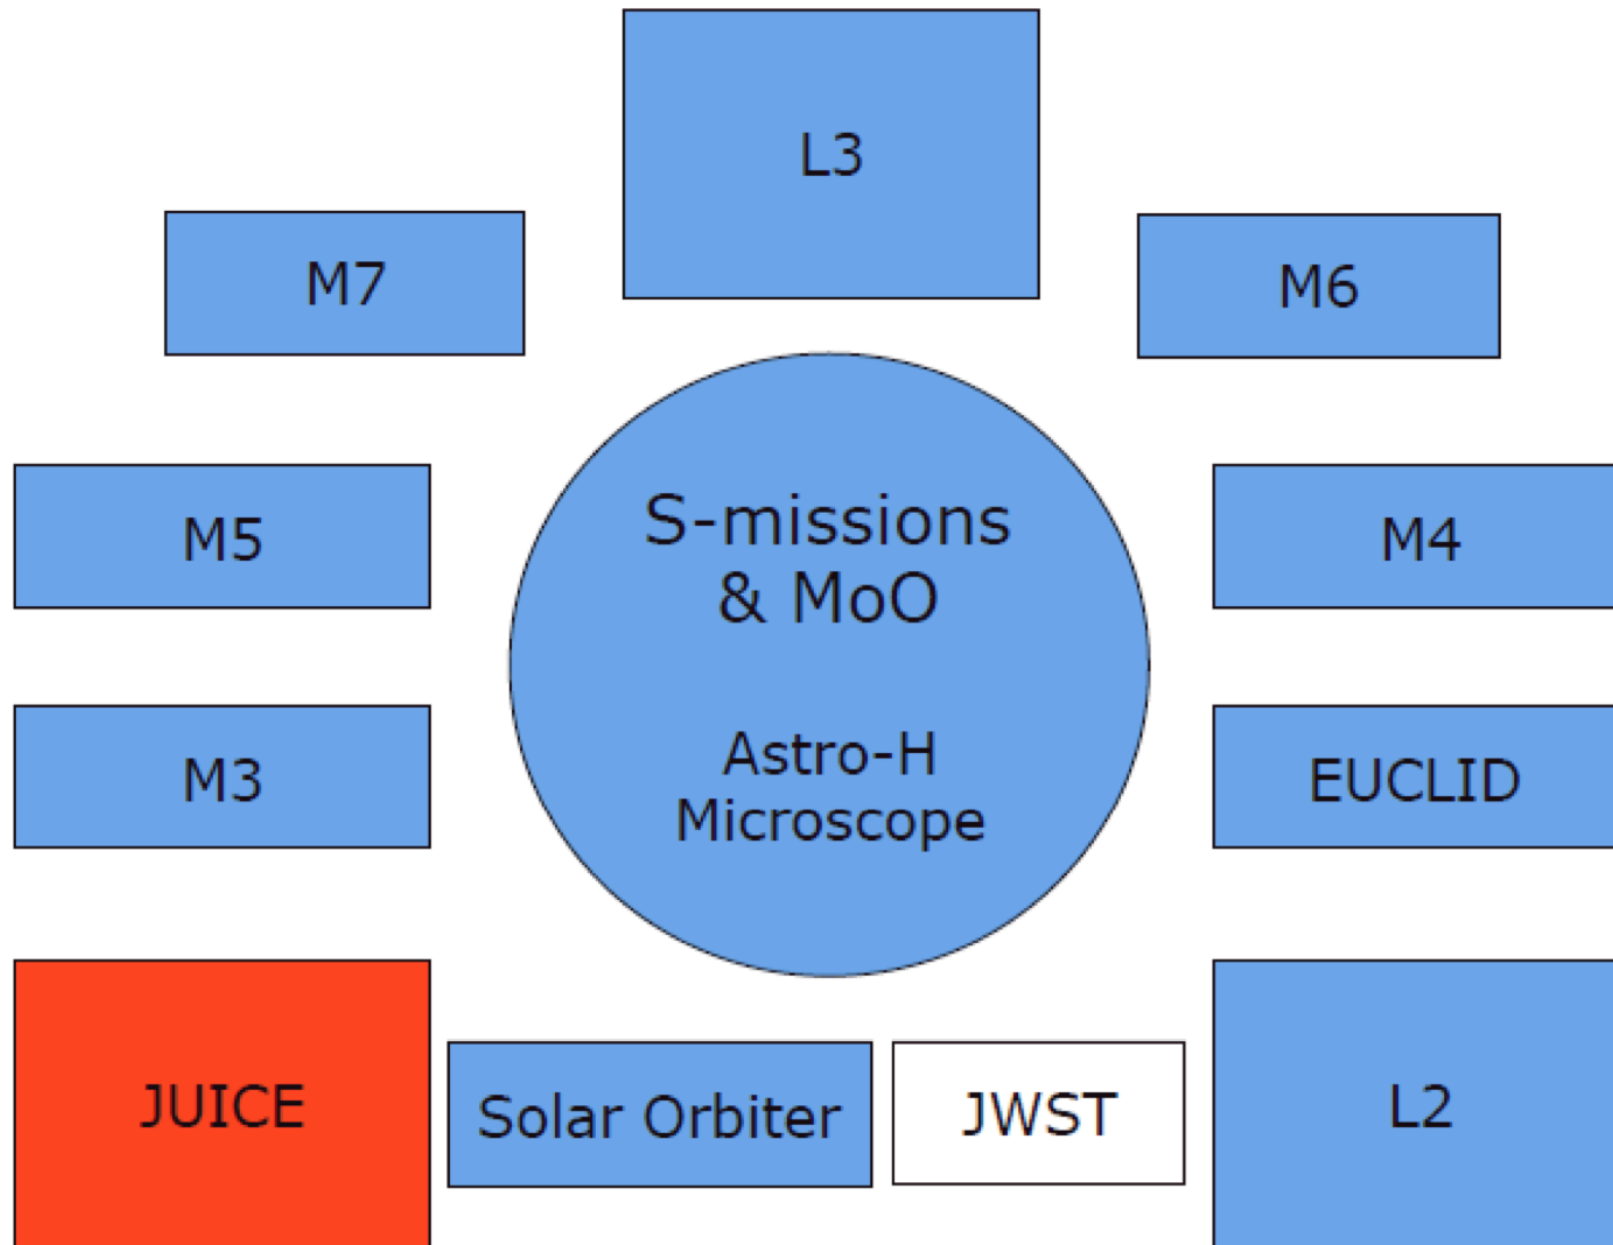 L3
M7
M6
S-missions
& MoO
M5
M4
Astro-H
Microscope
M3
EUCLID
JUICE
Solar Orbiter
JWST
L2